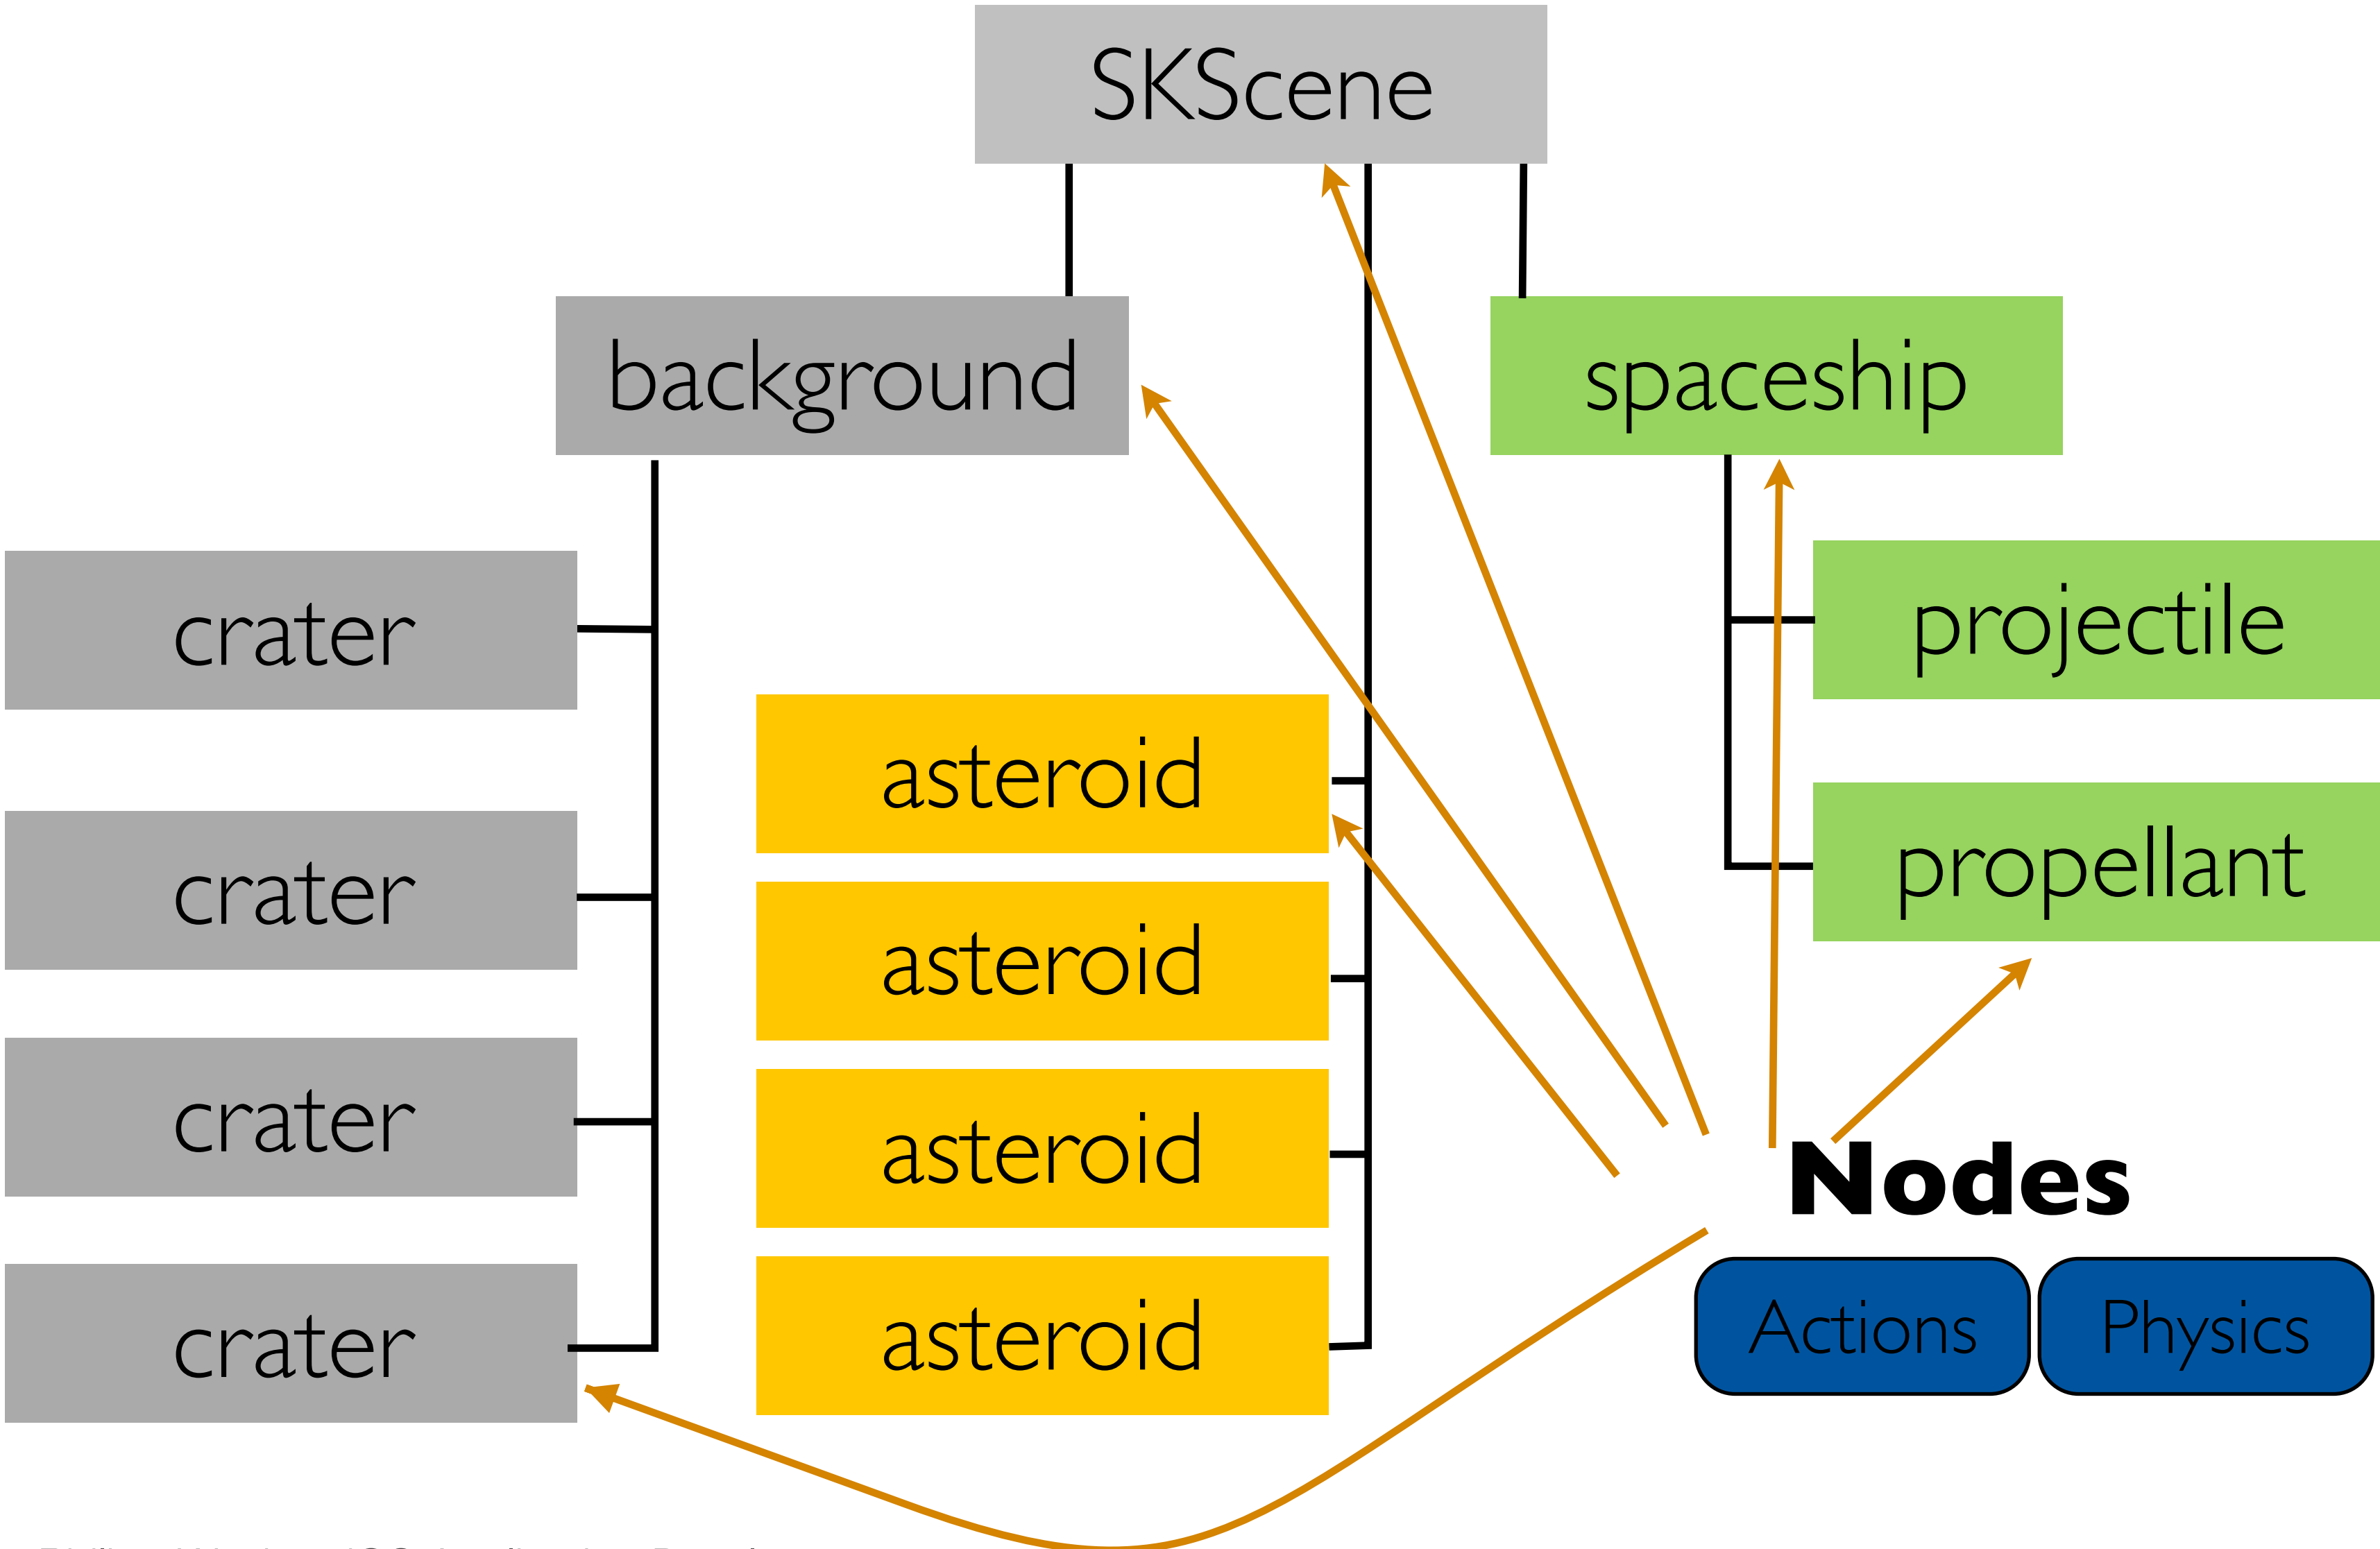 SKScene
background
spaceship
crater
projectile
asteroid
crater
propellant
asteroid
crater
asteroid
Nodes
crater
asteroid
Actions
Physics